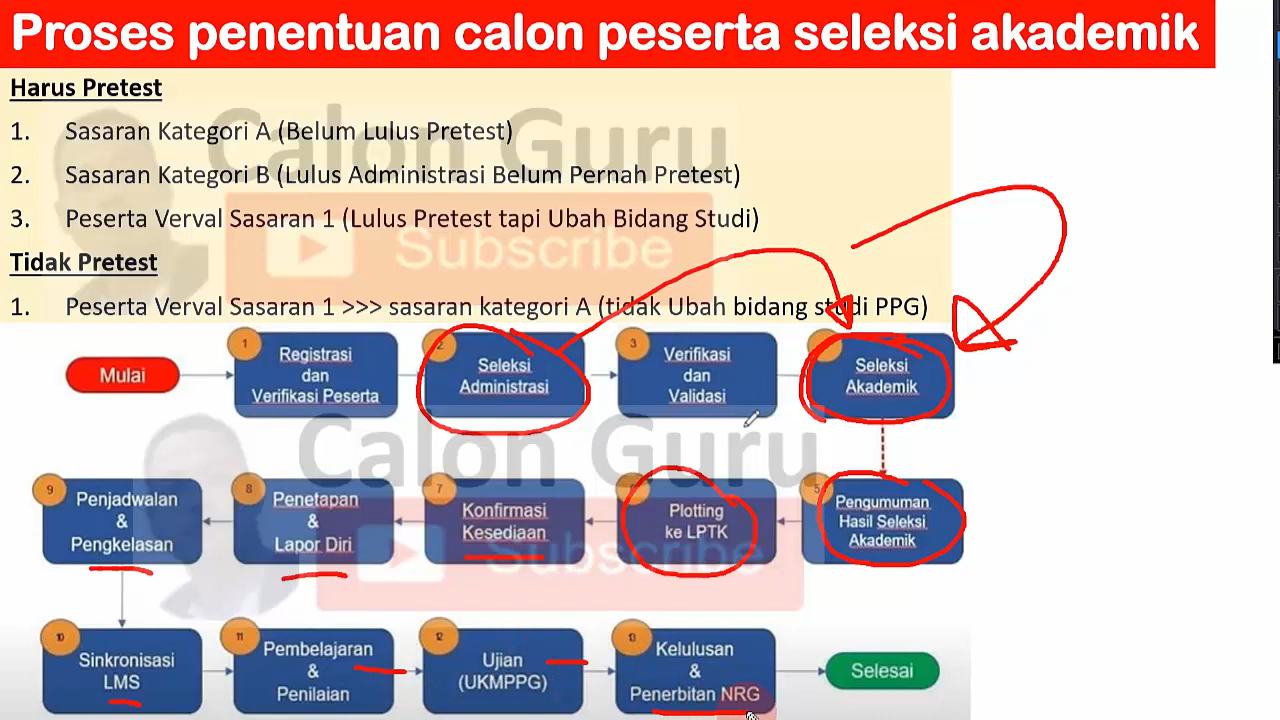 Proses penentuan calon peserta seleksi akademik
Harus Pretest
1. Sasaran Kategori A (Belum Lulus Pretest)
2. Sasaran Kategori B (Lulus Administrasi Belum Pernah Pretest)
3. Peserta Verval Sasaran 1 (Lulus Pretest tapi Ubah Bidang Studi)
Tidak Pretest
1. Peserta Verval Sasaran 1 >>> sasaran kategori A (tidak Ubah bidang studi PPG)
Calon Guru
Subscribe
Mulai
1
Registrasi
dan
Verifikasi Peserta
2
Seleksi
Administrasi
3
Verifikasi
dan
Validasi
Seleksi
Akademik
5
Pengumuman
Hasil Seleksi
Akademik
Plotting
ke LPTK
7
Konfirmasi
Kesediaan
8
Penetapan
&
Lapor Diri
9
Penjadwalan
&
Pengkelasan
Calon Guru
Subscribe
10
Sinkronisasi
LMS
11
Pembelajaran
&
Penilaian
12
Ujian
(UKMPPG)
13
Kelulusan
&
Penerbitan NRG
Selesai